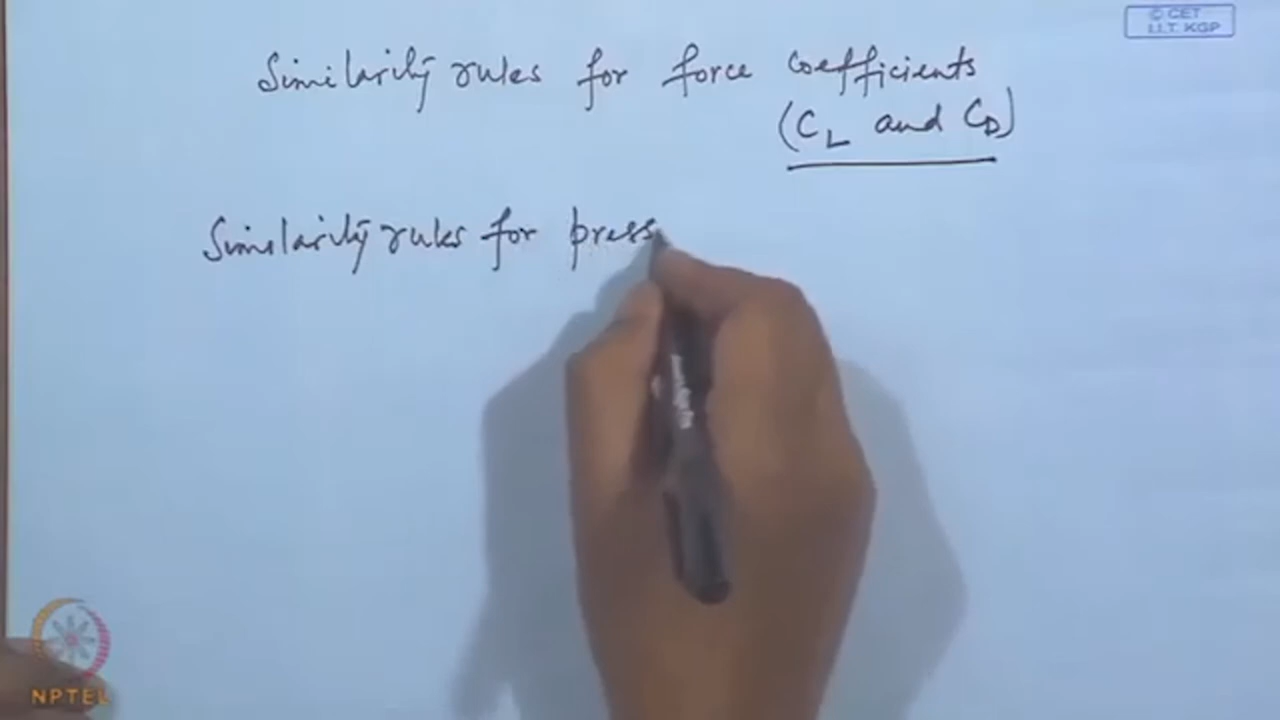 © CET
I.I.T. KGP
Similarity rules for force coefficients
(CL and CD)
Similarity rules for press
NPTEL